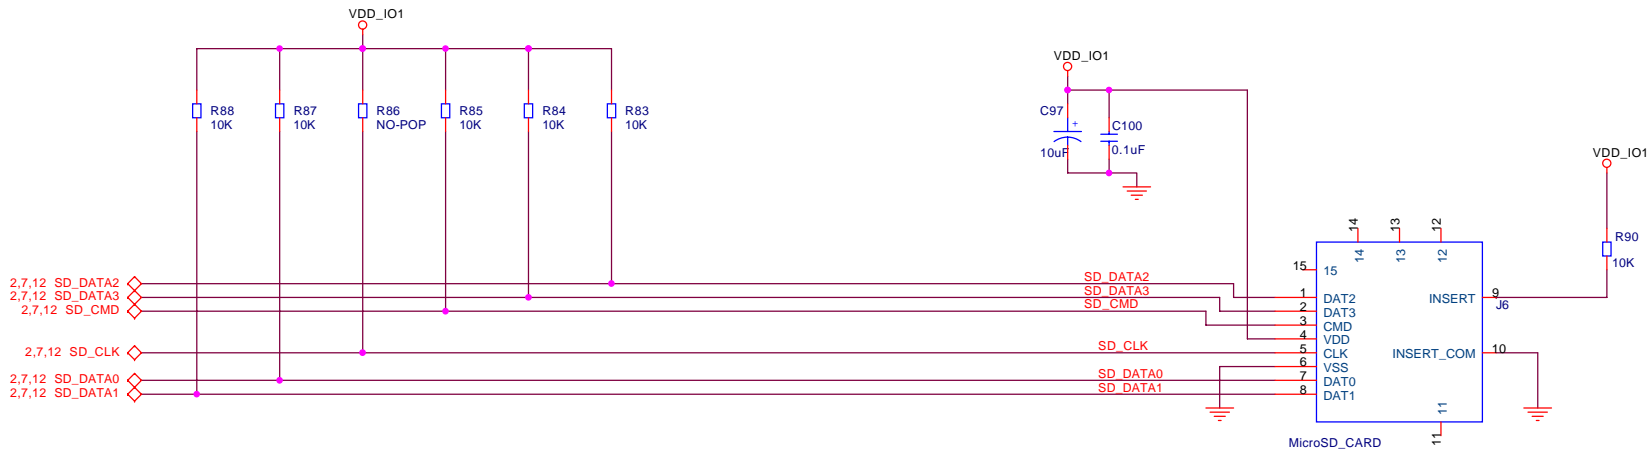 VDD_IO1
R88
10K
R87
10K
R86
NO-POP
R85
10K
R84
10K
R83
10K
VDD_IO1
C97
+
10uF
C100
0.1uF
VDD_IO1
R90
10K
2,7,12 SD_DATA2
2,7,12 SD_DATA3
2,7,12 SD_CMD
2,7,12 SD_CLK
2,7,12 SD_DATA0
2,7,12 SD_DATA1
SD_DATA2
SD_DATA3
SD_CMD
SD_CLK
SD_DATA0
SD_DATA1
14
13
12
14
13
12
15 15
1 DAT2
2 DAT3
3 CMD
4 VDD
5 CLK
6 VSS
7 DAT0
8 DAT1
INSERT 9
J6
INSERT_COM 10
11
11
MicroSD_CARD